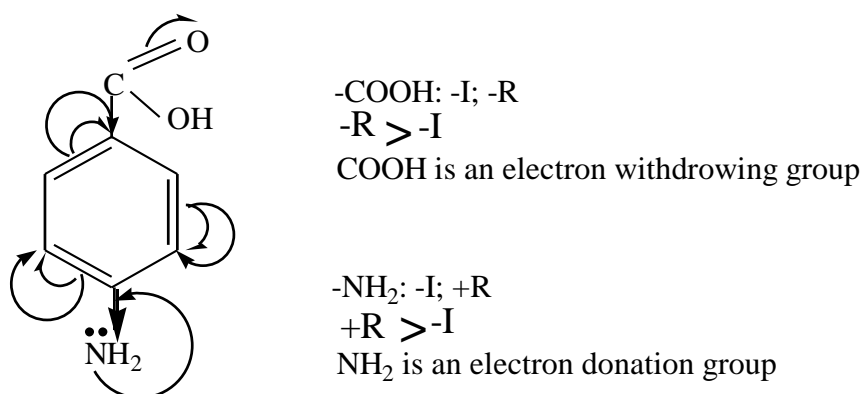 O
C
OH
-COOH: -I; -R
-R > -I
COOH is an electron withdrowing group
-NH₂: -I; +R
+R > -I
NH₂
NH₂ is an electron donation group